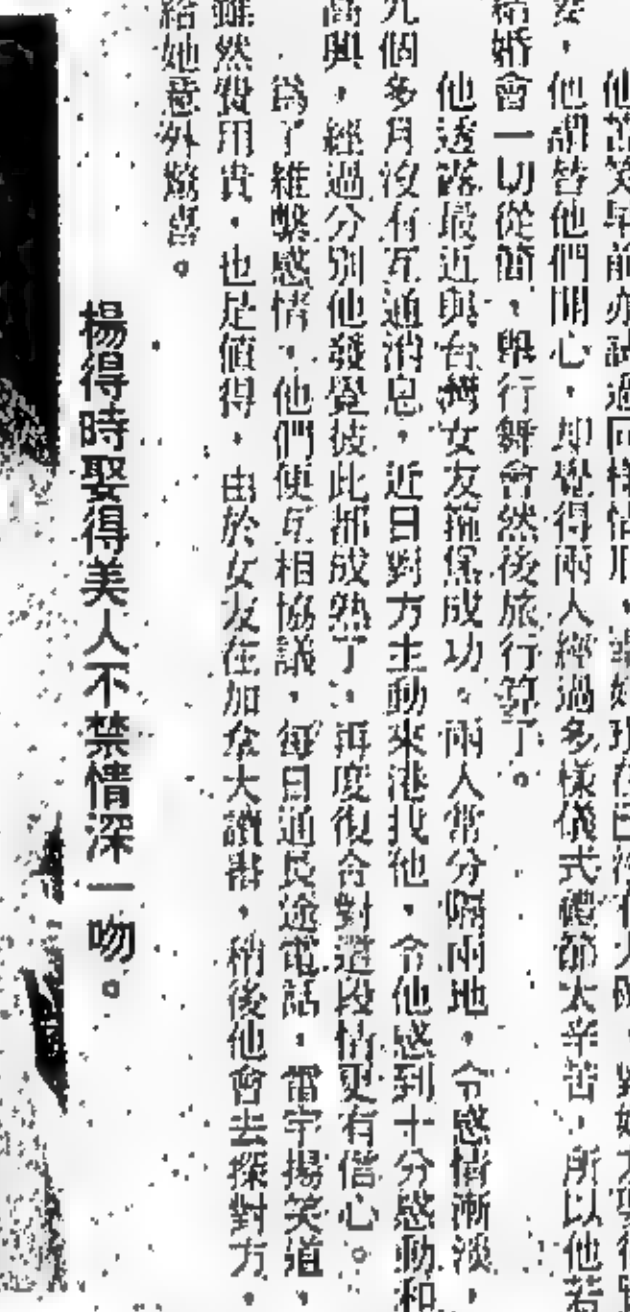 他苦笑早前亦試過同樣情形，
他謂替他們開心，却覺得兩人經過多樣儀式禮節太辛苦，所以他若
結婚會一切從簡，舉行舞會然後旅行算了。
他透露最近與台灣女友箍煲成功。兩人常分隔兩地，令感情漸淡，
九個多月沒有互通消息，近日對方主動來港找他，令他感到十分感動和
高興，經過分別他發覺彼此都成熟了，再度復合對這段情更有信心。
爲了維繫感情，他們便互相協議，每日通長途電話，雷宇揚笑道，
雖然費用貴，也是值得，由於女友在加拿大讀書，稍後他會去探對方，
給她意外驚喜。
楊得時娶得美人不禁情深一吻。